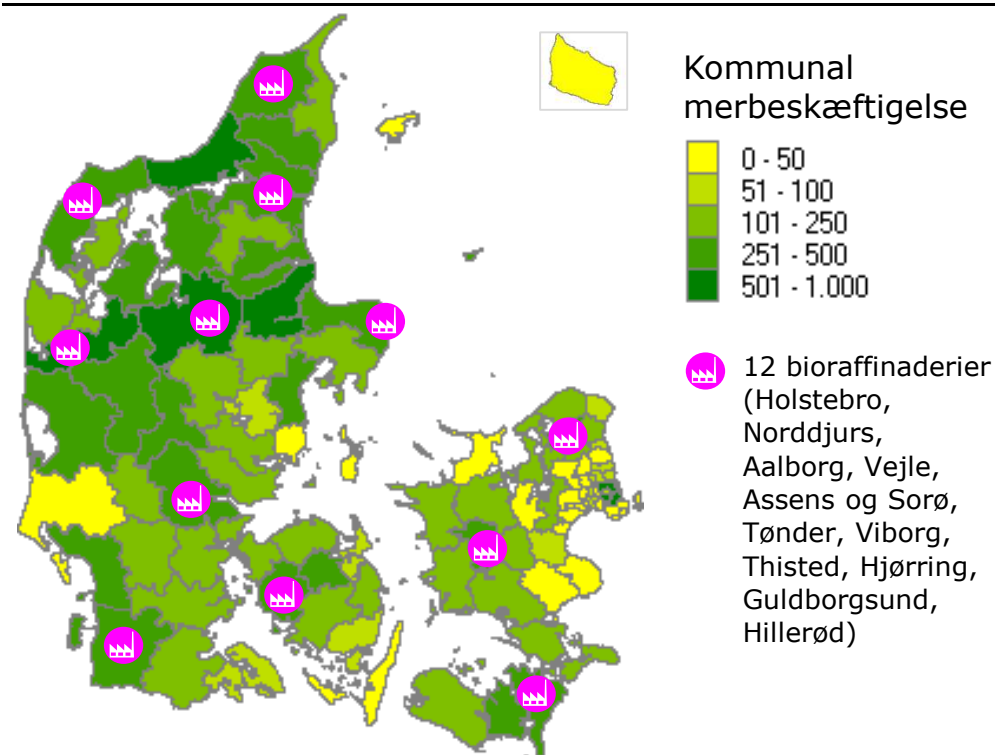 Kommunal
merbeskæftigelse
0 - 50
51 - 100
101 - 250
251 - 500
501 - 1.000
12 bioraffinaderier
(Holstebro,
Norddjurs,
Aalborg, Vejle,
Assens og Sorø,
Tønder, Viborg,
Thisted, Hjørring,
Guldborgsund,
Hillerød)